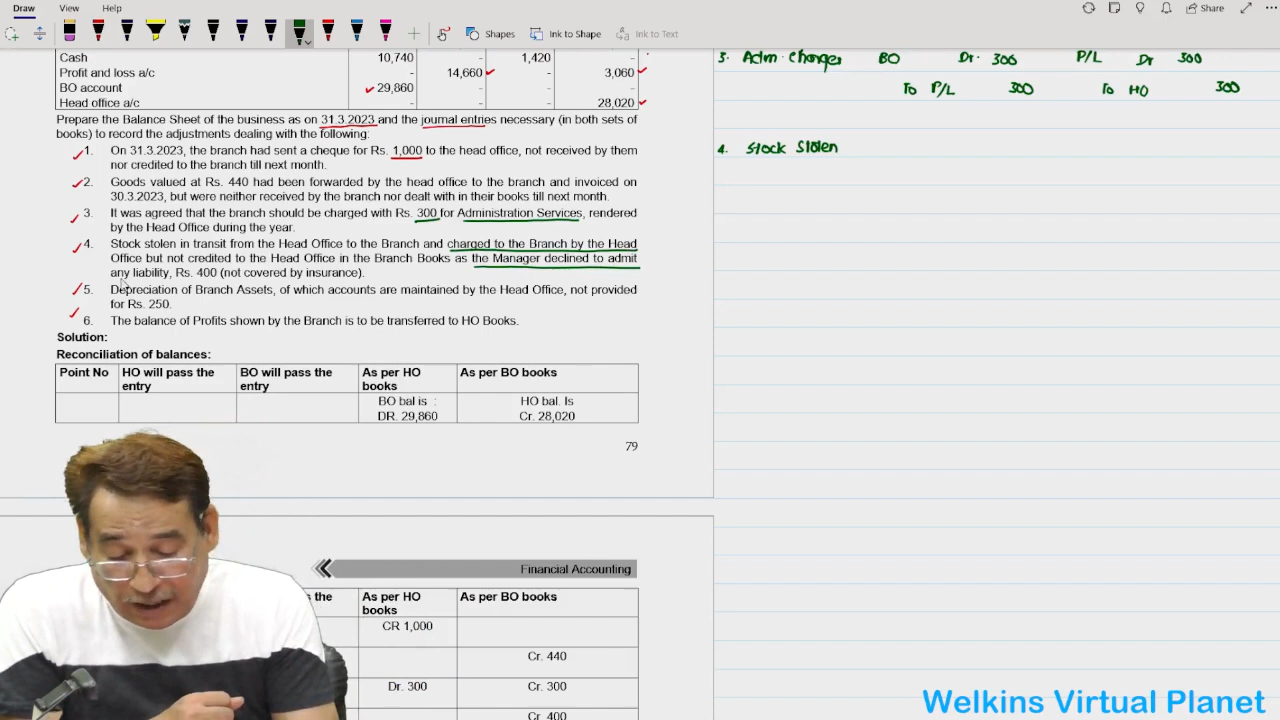 Draw View Help
Share
Shapes Ink to Shape Ink to Text
Cash 10,740 - 1,420 -
Profit and loss a/c - 14,660 - 3,060
BO account 29,860 - - -
Head office a/c - - - 28,020
Prepare the Balance Sheet of the business as on 31.3.2023 and the journal entries necessary (in both sets of
books) to record the adjustments dealing with the following:
1. On 31.3.2023, the branch had sent a cheque for Rs. 1,000 to the head office, not received by them
nor credited to the branch till next month.
2. Goods valued at Rs. 440 had been forwarded by the head office to the branch and invoiced on
30.3.2023, but were neither received by the branch nor dealt with in their books till next month.
3. It was agreed that the branch should be charged with Rs. 300 for Administration Services, rendered
by the Head Office during the year.
4. Stock stolen in transit from the Head Office to the Branch and charged to the Branch by the Head
Office but not credited to the Head Office in the Branch Books as the Manager declined to admit
any liability, Rs. 400 (not covered by insurance).
5. Depreciation of Branch Assets, of which accounts are maintained by the Head Office, not provided
for Rs. 250.
6. The balance of Profits shown by the Branch is to be transferred to HO Books.
Solution:
Reconciliation of balances:
Point No HO will pass the entry BO will pass the entry As per HO books As per BO books
BO bal is : DR. 29,860 HO bal. Is Cr. 28,020
79
Financial Accounting
the As per HO books As per BO books
CR 1,000
Cr. 440
Dr. 300 Cr. 300
Cr. 400
3. Adm. Charges BO Dr. 300 P/L Dr 300
To P/L 300 To HO 300
4. Stock Stolen
Welkins Virtual Planet